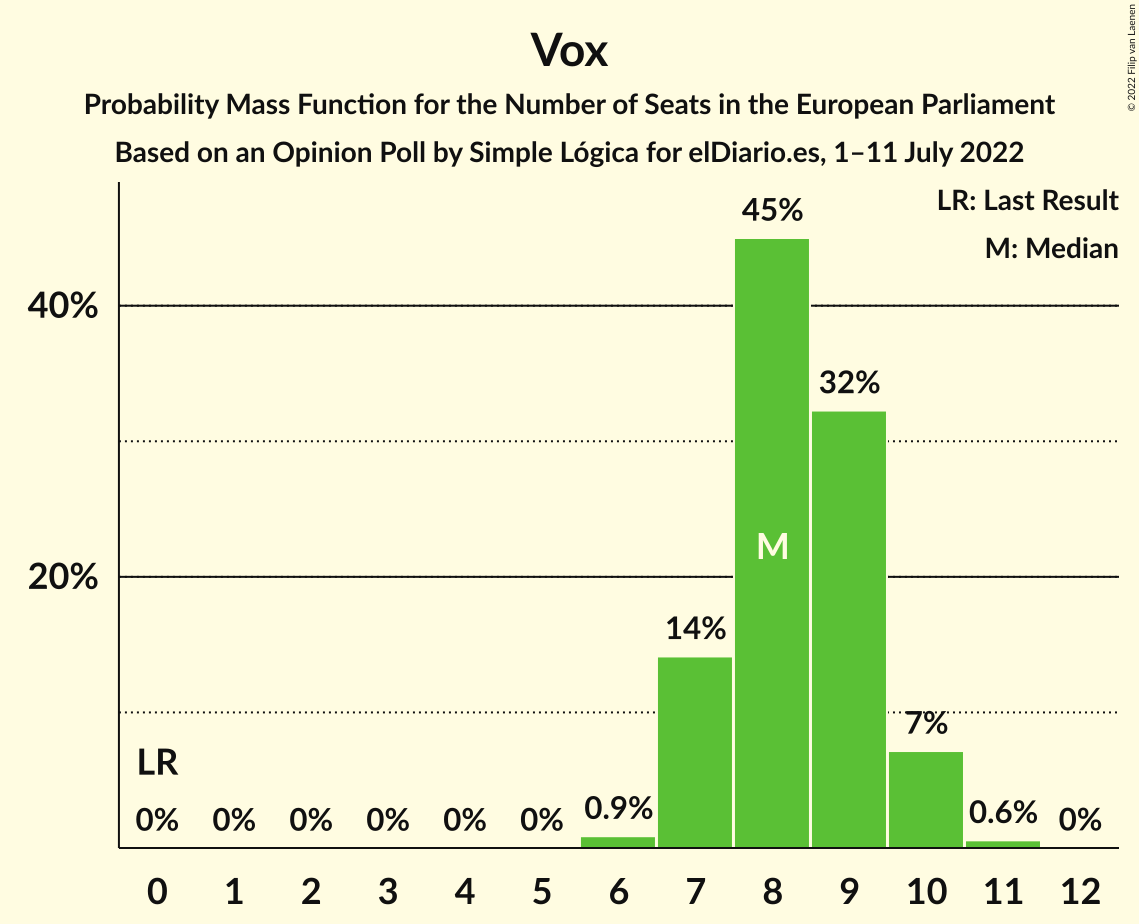 Vox
Probability Mass Function for the Number of Seats in the European Parliament
Based on an Opinion Poll by Simple Lógica for elDiario.es, 1–11 July 2022
© 2022 Filip van Laenen
LR: Last Result
M: Median
45%
40%
32%
M
20%
14%
7%
LR
0% 0% 0% 0% 0% 0% 0.9% 0.6% 0%
0 1 2 3 4 5 6 7 8 9 10 11 12